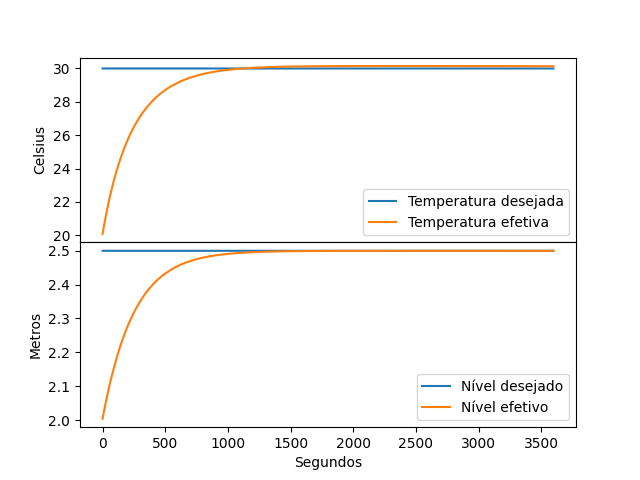 30
28
26
24
22
20
Celsius
Temperatura desejada
Temperatura efetiva
2.5
2.4
2.3
2.2
2.1
2.0
Metros
Nível desejado
Nível efetivo
0 500 1000 1500 2000 2500 3000 3500
Segundos